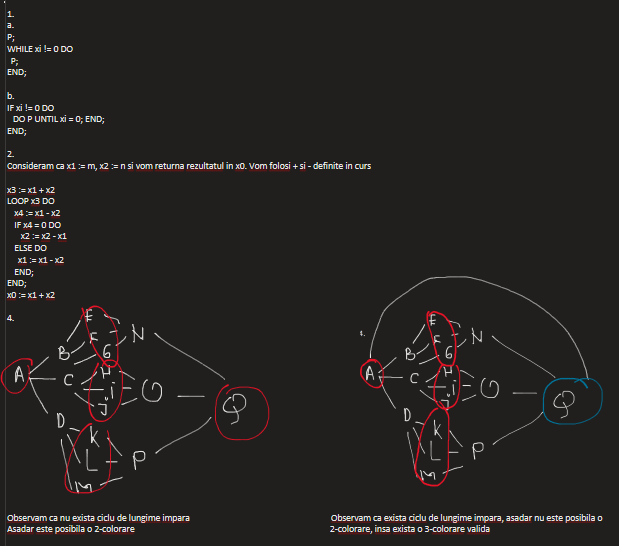 1.
a.
P;
WHILE xi != 0 DO
P;
END;
b.
IF xi != 0 DO
DO P UNTIL xi = 0; END;
END;
2.
Consideram ca x1 := m, x2 := n si vom returna rezultatul in x0. Vom folosi + si - definite in curs
x3 := x1 + x2
LOOP x3 DO
x4 := x1 - x2
IF x4 = 0 DO
x2 := x2 - x1
ELSE DO
x1 := x1 - x2
END;
END;
x0 := x1 + x2
4.
E
F
N
B
G
A
C
H
i
O
J
D
K
L
P
M
Q
E
F
N
B
G
A
C
H
i
O
J
D
K
L
P
M
Q
Observam ca nu exista ciclu de lungime impara
Asadar este posibila o 2-colorare
Observam ca exista ciclu de lungime impara, asadar nu este posibila o
2-colorare, insa exista o 3-colorare valida